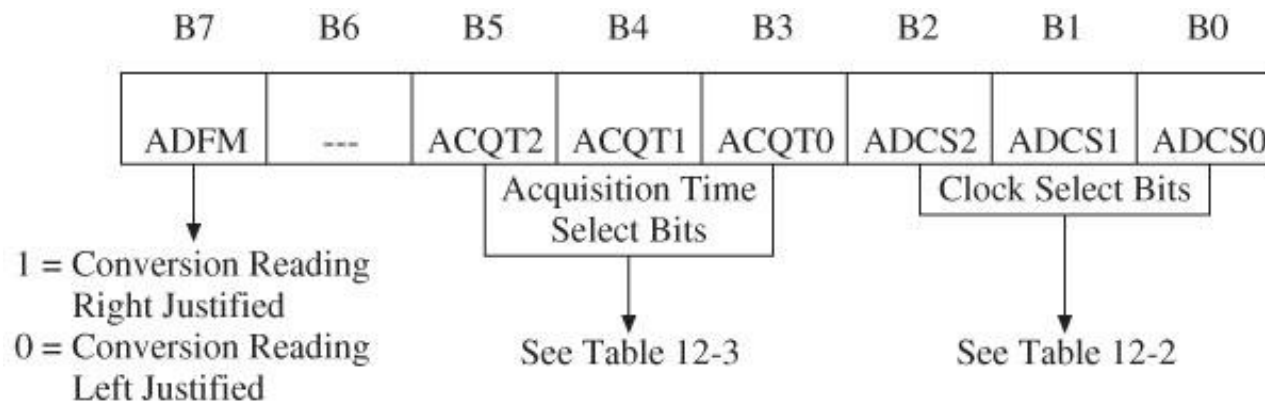 B7 B6 B5 B4 B3 B2 B1 B0
ADFM --- ACQT2 ACQT1 ACQT0 ADCS2 ADCS1 ADCS0
Acquisition Time
Select Bits
Clock Select Bits
1 = Conversion Reading
Right Justified
0 = Conversion Reading
Left Justified
See Table 12-3
See Table 12-2